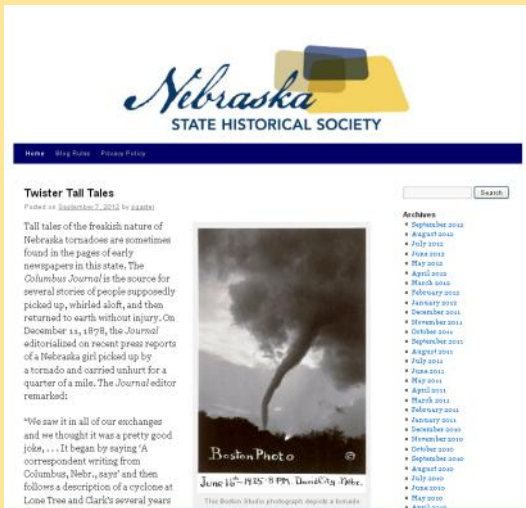 Nebraska
STATE HISTORICAL SOCIETY
Home Blog Rules Privacy Policy
Twister Tall Tales
Posted on September 7, 2012 by
Tall tales of the freakish nature of
Nebraska tornadoes are sometimes
found in the pages of early
newspapers in this state. The
Columbus Journal is the source for
several stories of people supposedly
picked up, whirled aloft, and then
returned to earth without injury. On
December 11, 1878, the Journal
editorialized on recent press reports
of a Nebraska girl picked up by
a tornado and carried unhurt for a
quarter of a mile. The Journal editor
remarked:
"We saw it in all of our exchanges
and we thought it was a pretty good
joke, . . . It began by saying 'A
correspondent writing from
Columbus, Nebr., says' and then
follows a description of a cyclone at
Lone Tree and Clark's several years
Boston Photo ©
June 16th - 1925 - 8 PM. David City, Nebr.
This Boston Studio photograph depicts a tornado
Search
Archives
September 2012
August 2012
July 2012
June 2012
May 2012
April 2012
March 2012
February 2012
January 2012
December 2011
November 2011
October 2011
September 2011
August 2011
July 2011
June 2011
May 2011
April 2011
March 2011
February 2011
January 2011
December 2010
November 2010
October 2010
September 2010
August 2010
July 2010
June 2010
May 2010
April 2010